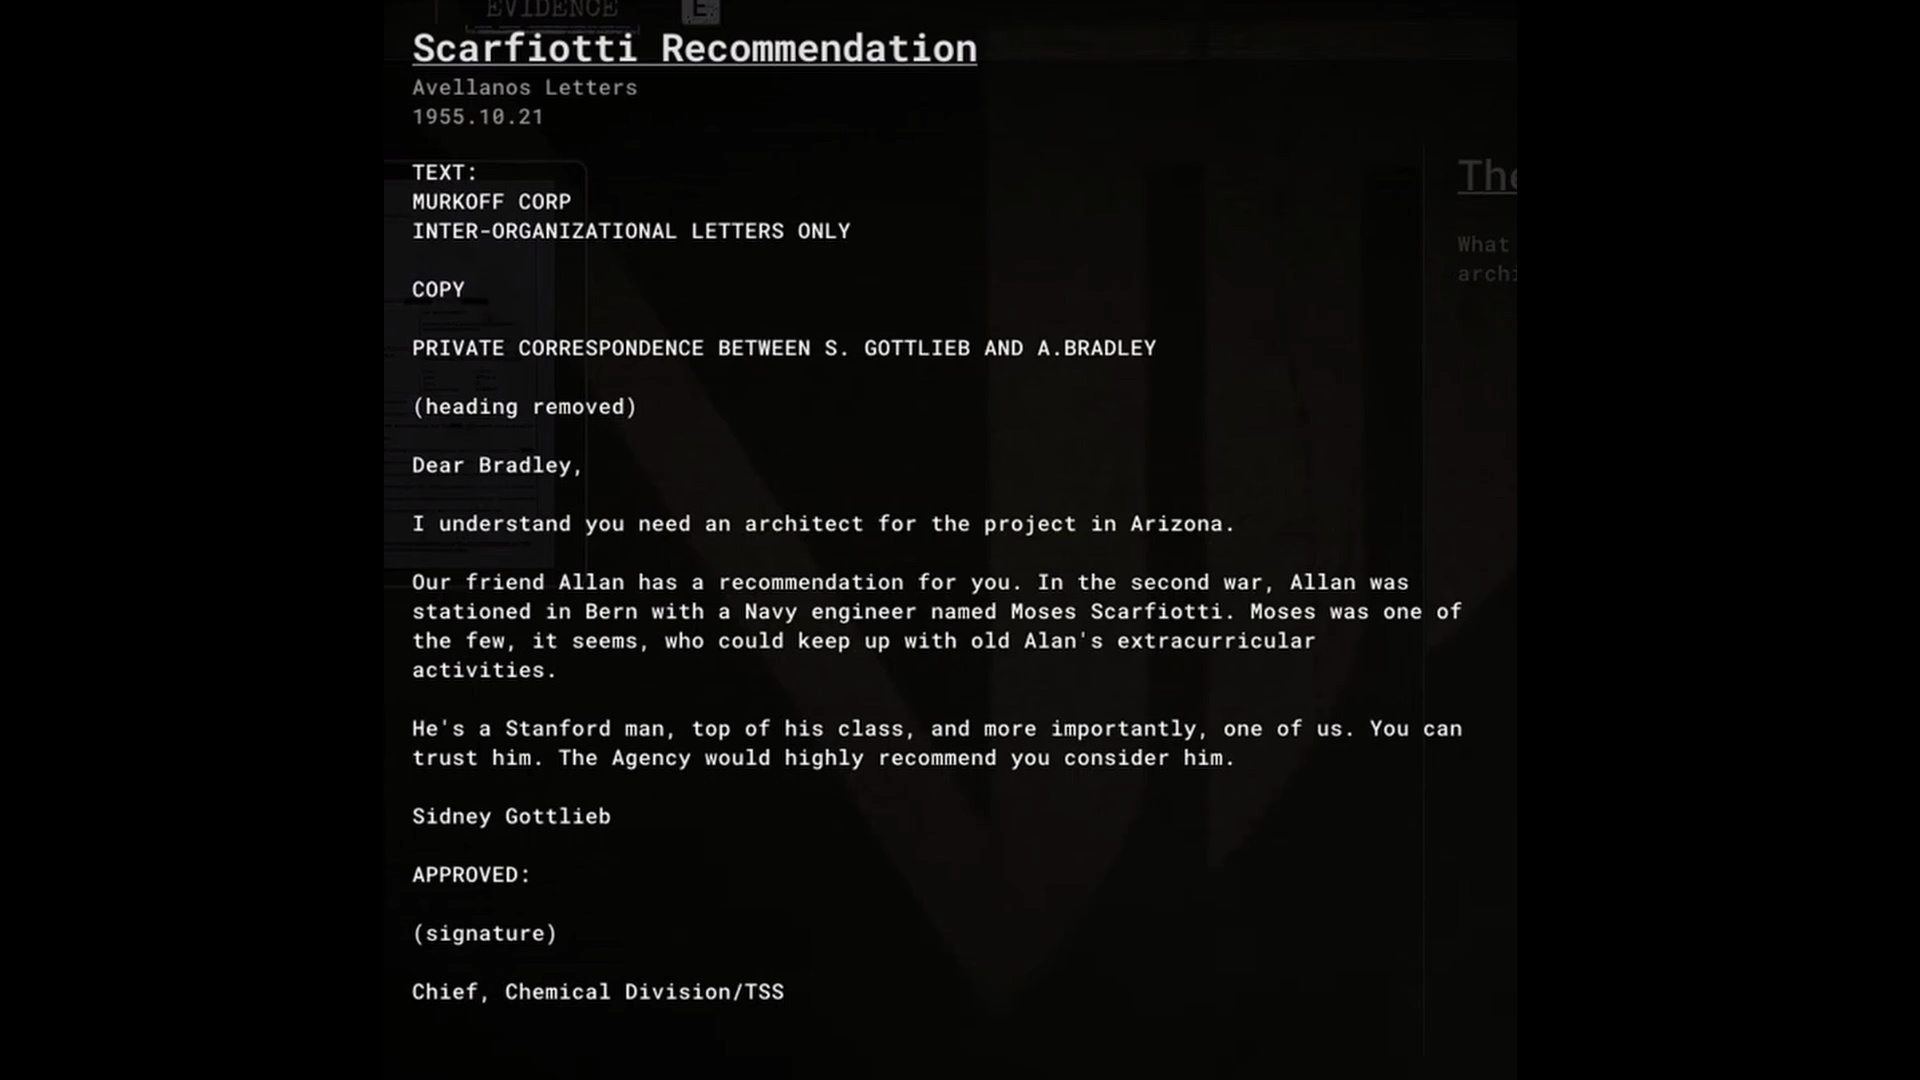 EVIDENCE E
Scarfiotti Recommendation
Avellanos Letters
1955.10.21
TEXT:
MURKOFF CORP
INTER-ORGANIZATIONAL LETTERS ONLY
COPY
PRIVATE CORRESPONDENCE BETWEEN S. GOTTLIEB AND A.BRADLEY
(heading removed)
Dear Bradley,
I understand you need an architect for the project in Arizona.
Our friend Allan has a recommendation for you. In the second war, Allan was
stationed in Bern with a Navy engineer named Moses Scarfiotti. Moses was one of
the few, it seems, who could keep up with old Alan's extracurricular
activities.
He's a Stanford man, top of his class, and more importantly, one of us. You can
trust him. The Agency would highly recommend you consider him.
Sidney Gottlieb
APPROVED:
(signature)
Chief, Chemical Division/TSS
The
What
archi